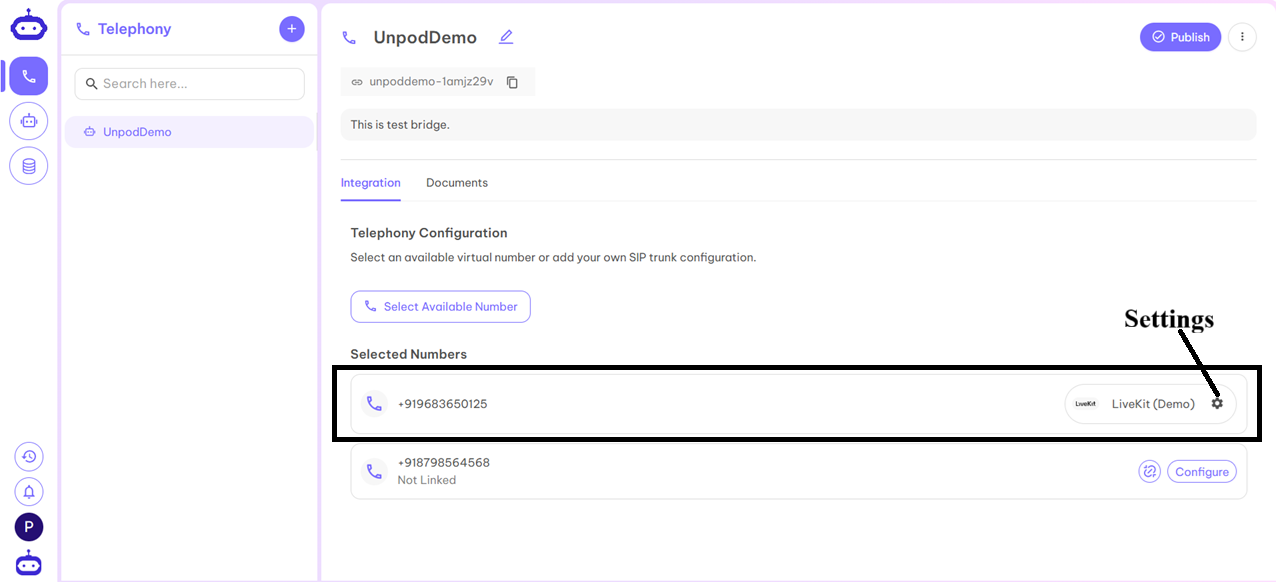 Telephony
+
Search here...
UnpodDemo
P
UnpodDemo
Publish
unpoddemo-1amjz29v
This is test bridge.
Integration
Documents
Telephony Configuration
Select an available virtual number or add your own SIP trunk configuration.
Select Available Number
Settings
Selected Numbers
+919683650125
LiveKit
LiveKit (Demo)
+918798564568
Not Linked
Configure